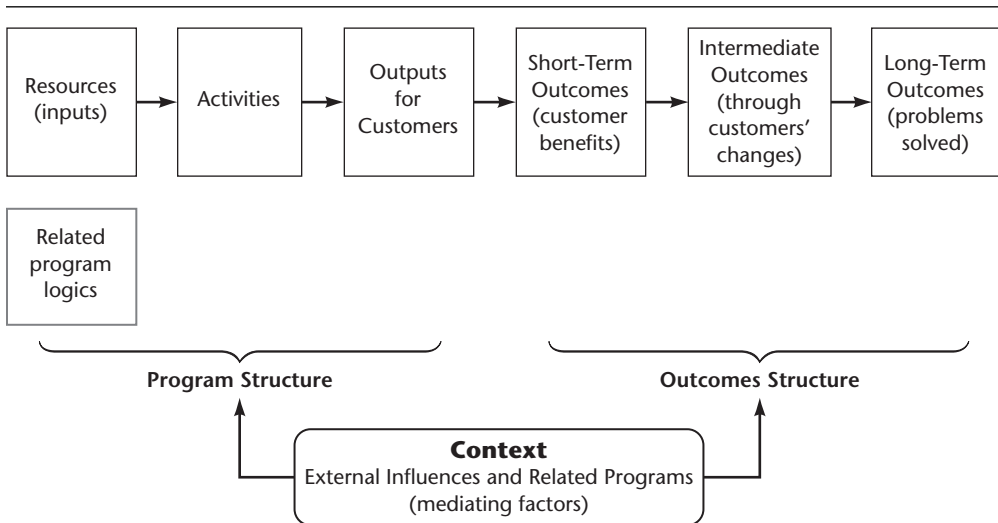 Resources
(inputs)
Activities
Outputs
for
Customers
Short-Term
Outcomes
(customer
benefits)
Intermediate
Outcomes
(through
customers’
changes)
Long-Term
Outcomes
(problems
solved)
Related
program
logics
Program Structure
Outcomes Structure
Context
External Influences and Related Programs
(mediating factors)